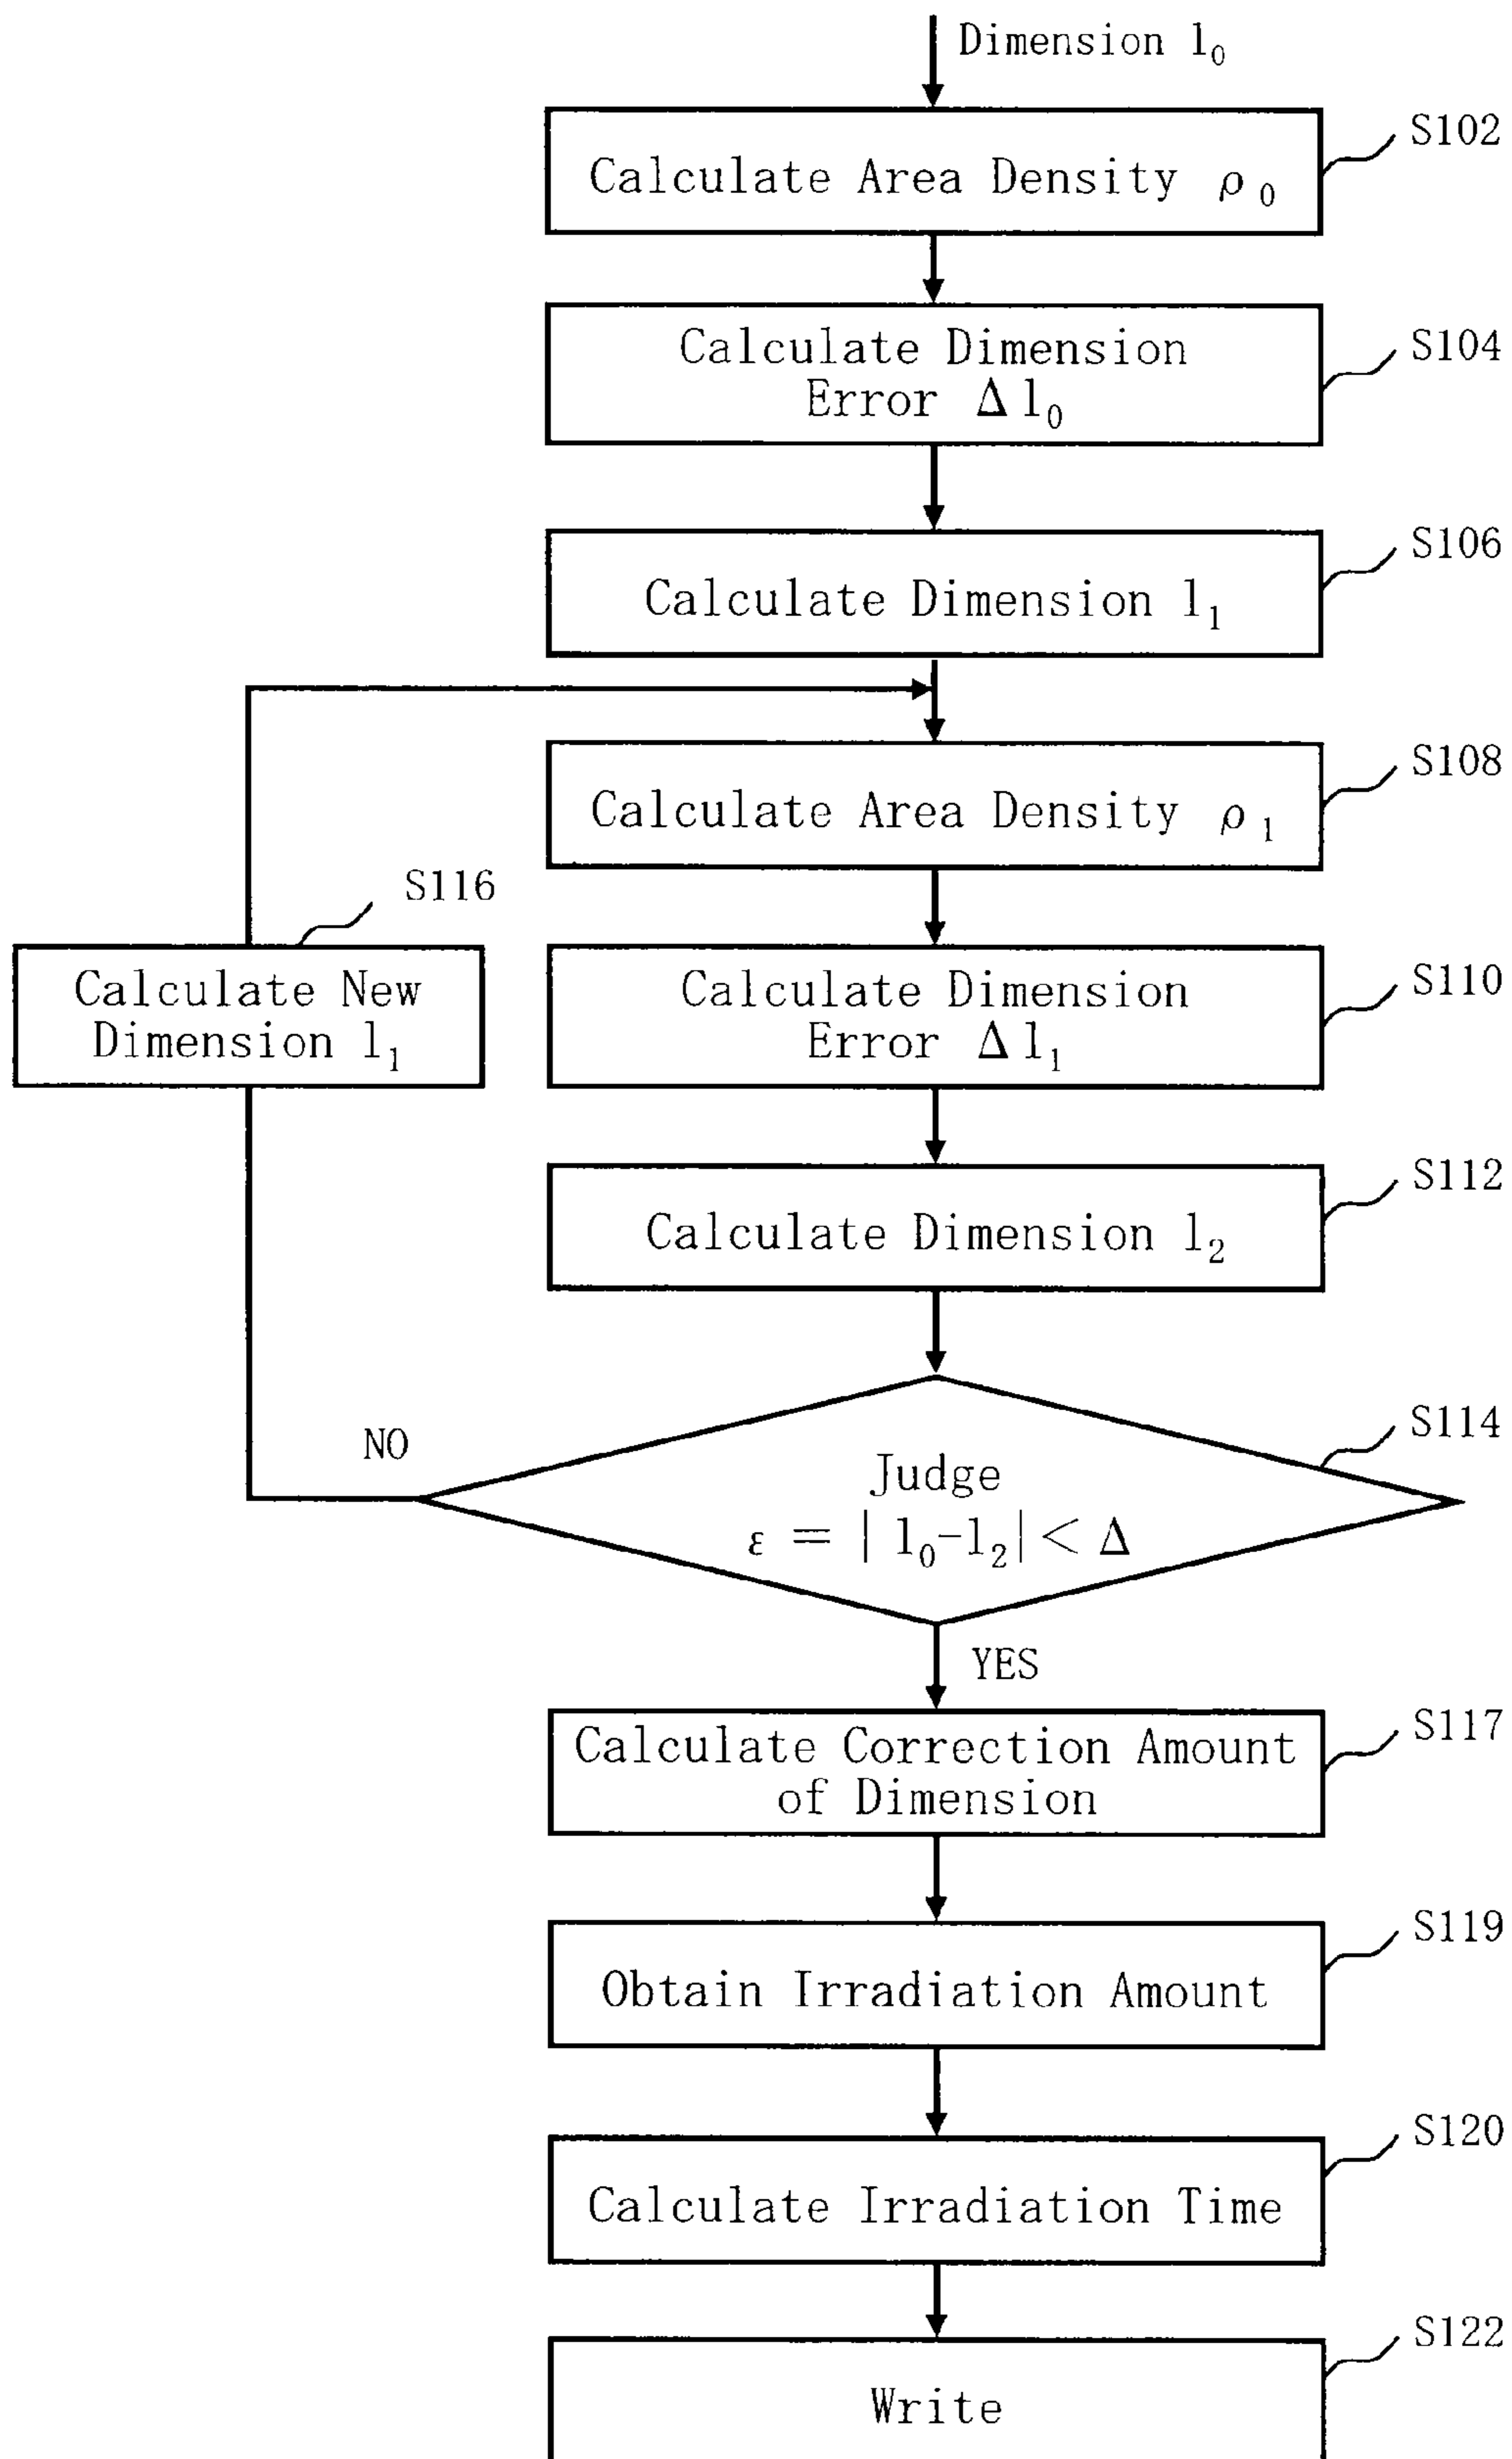 Dimension l₀
S102
Calculate Area Density ρ₀
S104
Calculate Dimension
Error Δl₀
S106
Calculate Dimension l₁
S108
Calculate Area Density ρ₁
S116
Calculate New
Dimension l₁
S110
Calculate Dimension
Error Δl₁
S112
Calculate Dimension l₂
S114
NO
Judge
ε = | l₀-l₂| < Δ
YES
S117
Calculate Correction Amount
of Dimension
S119
Obtain Irradiation Amount
S120
Calculate Irradiation Time
S122
Write